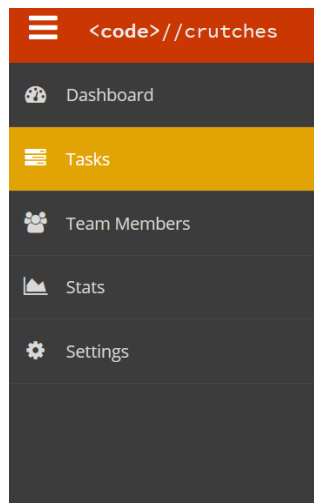 <code>//crutches
Dashboard
Tasks
Team Members
Stats
Settings